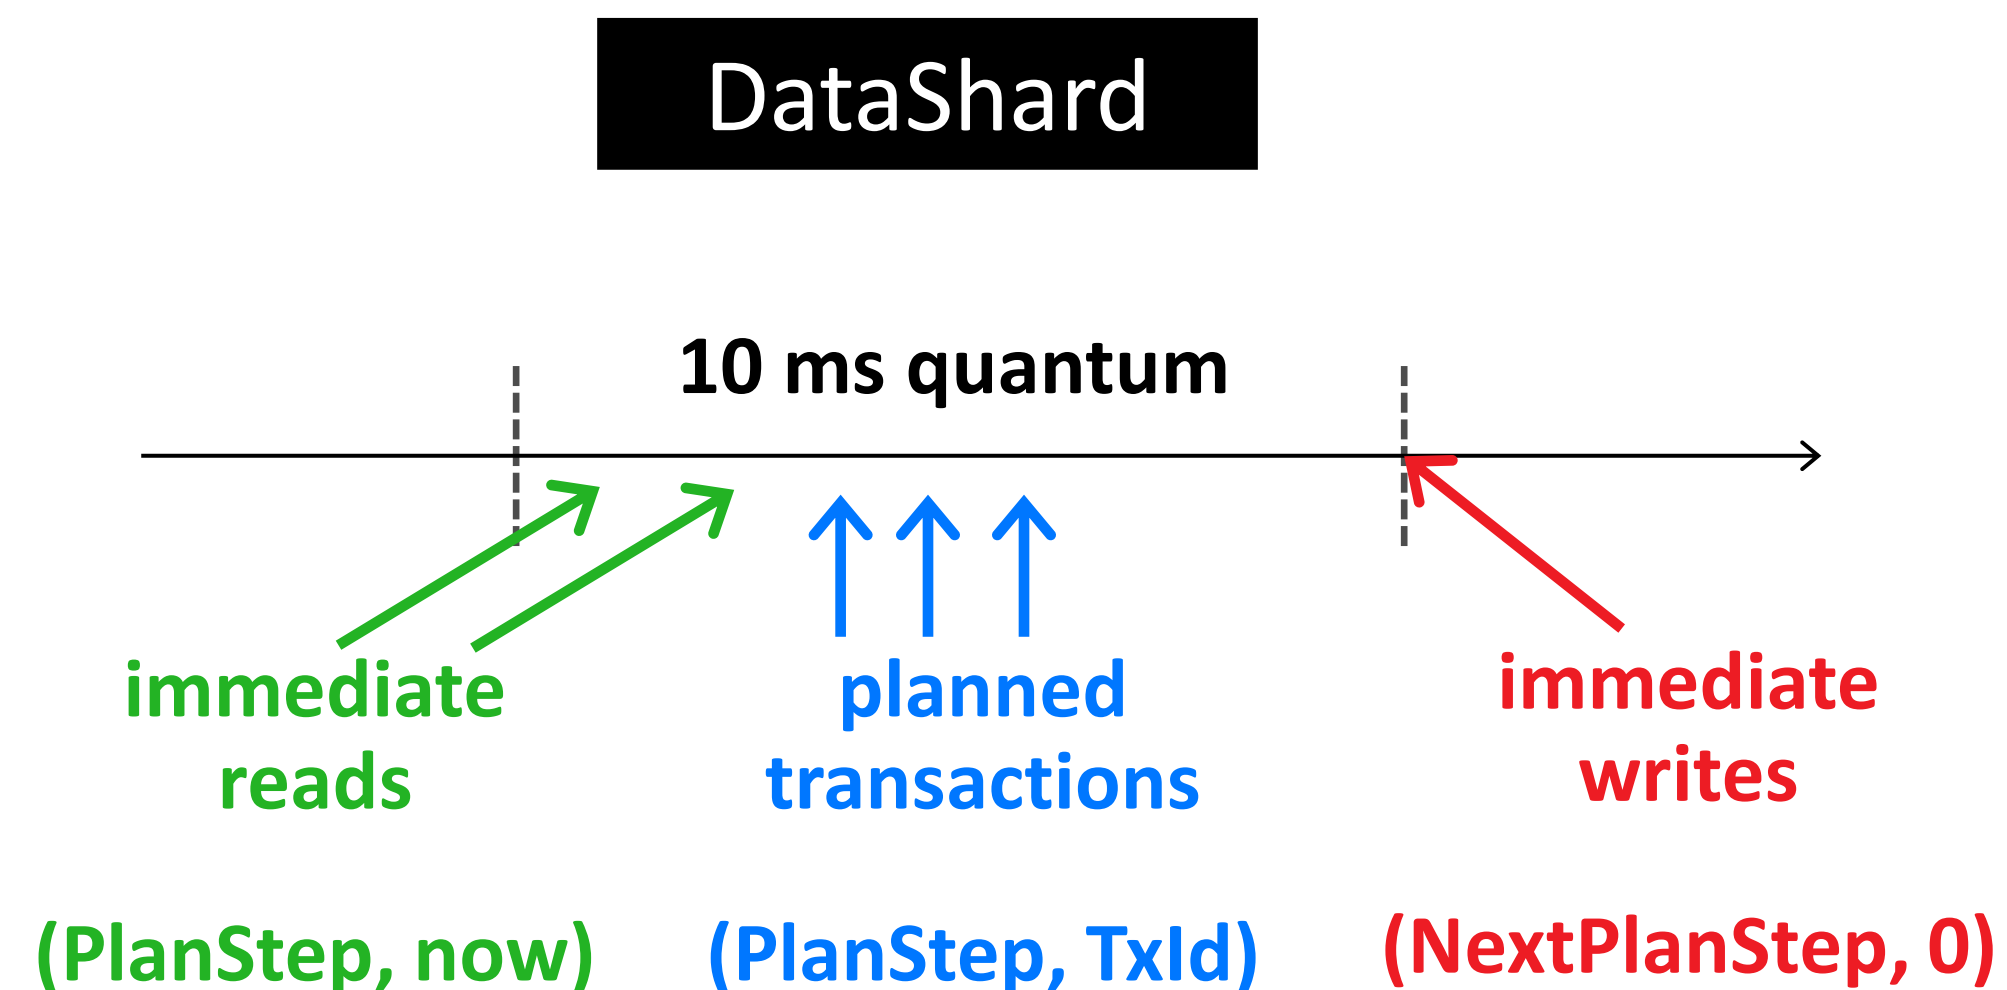 DataShard
10 ms quantum
immediate
reads
planned
transactions
immediate
writes
(PlanStep, now)
(PlanStep, TxId)
(NextPlanStep, 0)